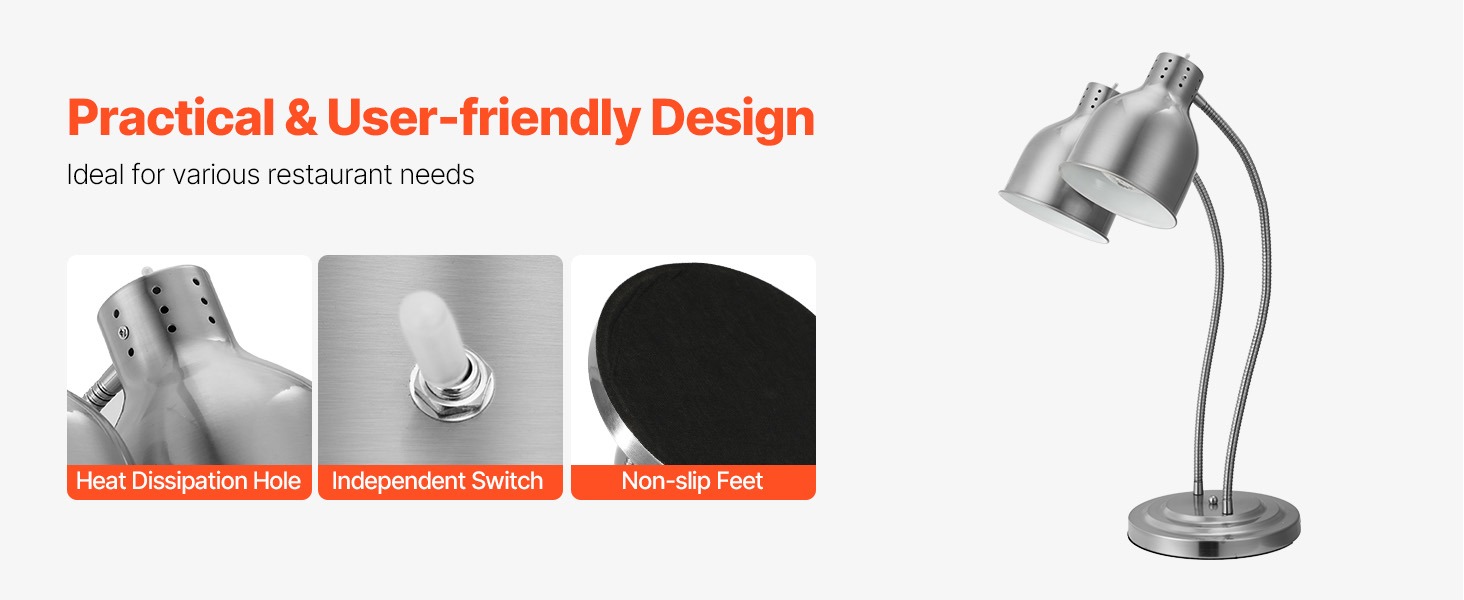 Practical & User-friendly Design
Ideal for various restaurant needs
Heat Dissipation Hole
Independent Switch
Non-slip Feet